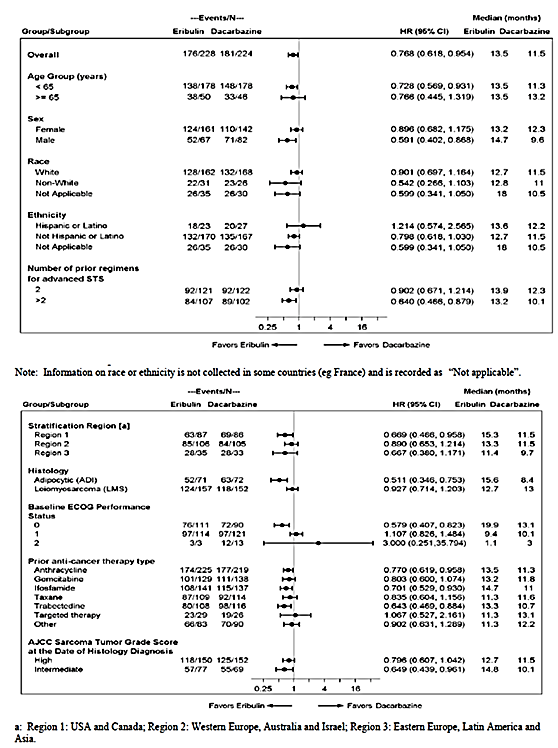 ---Events/N--- Median (months)
Group/Subgroup Eribulin Dacarbazine HR (95% CI) Eribulin Dacarbazine
Overall 176/228 181/224 0.768 (0.618, 0.954) 13.5 11.5
Age Group (years)
< 65 138/178 148/178 0.728 (0.569, 0.931) 13.5 11.3
>= 65 38/50 33/46 0.766 (0.445, 1.319) 13.5 13.2
Sex
Female 124/161 110/142 0.896 (0.682, 1.175) 13.2 12.3
Male 52/67 71/82 0.591 (0.402, 0.868) 14.7 9.6
Race
White 128/162 132/168 0.901 (0.697, 1.164) 12.7 11.5
Non-White 22/31 23/26 0.542 (0.266, 1.103) 12.8 11
Not Applicable 26/35 26/30 0.599 (0.341, 1.050) 18 10.5
Ethnicity
Hispanic or Latino 18/23 20/27 1.214 (0.574, 2.565) 13.6 12.2
Not Hispanic or Latino 132/170 135/167 0.798 (0.618, 1.030) 12.7 11.5
Not Applicable 26/35 26/30 0.599 (0.341, 1.050) 18 10.5
Number of prior regimens
for advanced STS
2 92/121 92/122 0.902 (0.671, 1.214) 13.9 12.3
>2 84/107 89/102 0.640 (0.466, 0.879) 13.2 10.1
0.25 1 4 16
Favors Eribulin Favors Dacarbazine
Note: Information on race or ethnicity is not collected in some countries (eg France) and is recorded as “Not applicable”.
---Events/N--- Median (months)
Group/Subgroup Eribulin Dacarbazine HR (95% CI) Eribulin Dacarbazine
Stratification Region [a]
Region 1 63/87 69/86 0.669 (0.466, 0.958) 15.3 11.5
Region 2 85/106 84/105 0.890 (0.653, 1.214) 13.3 11.5
Region 3 28/35 28/33 0.667 (0.380, 1.171) 11.4 9.7
Histology
Adipocytic (ADI) 52/71 63/72 0.511 (0.346, 0.753) 15.6 8.4
Leiomyosarcoma (LMS) 124/157 118/152 0.927 (0.714, 1.203) 12.7 13
Baseline ECOG Performance
Status
0 76/111 72/90 0.579 (0.407, 0.823) 19.9 13.1
1 97/114 97/121 1.107 (0.826, 1.484) 9.4 10.1
2 3/3 12/13 3.000 (0.251,35.794) 1.1 3
Prior anti-cancer therapy type
Anthracycline 174/225 177/219 0.770 (0.619, 0.958) 13.5 11.3
Gemcitabine 101/129 111/138 0.803 (0.600, 1.074) 13.2 11.8
Ifosfamide 108/141 115/137 0.701 (0.529, 0.930) 14.7 11
Taxane 87/109 92/114 0.835 (0.604, 1.156) 11.3 11.6
Trabectedine 80/108 98/116 0.643 (0.469, 0.884) 13.3 10.7
Targeted therapy 23/29 19/26 1.067 (0.527, 2.161) 11.3 13.1
Other 66/83 70/90 0.902 (0.631, 1.289) 11.3 12.2
AJCC Sarcoma Tumor Grade Score
at the Date of Histology Diagnosis
High 118/150 125/152 0.796 (0.607, 1.042) 12.7 11.5
Intermediate 57/77 55/69 0.649 (0.439, 0.961) 14.8 10.1
0.25 1 4 16
Favors Eribulin Favors Dacarbazine
a: Region 1: USA and Canada; Region 2: Western Europe, Australia and Israel; Region 3: Eastern Europe, Latin America and
Asia.